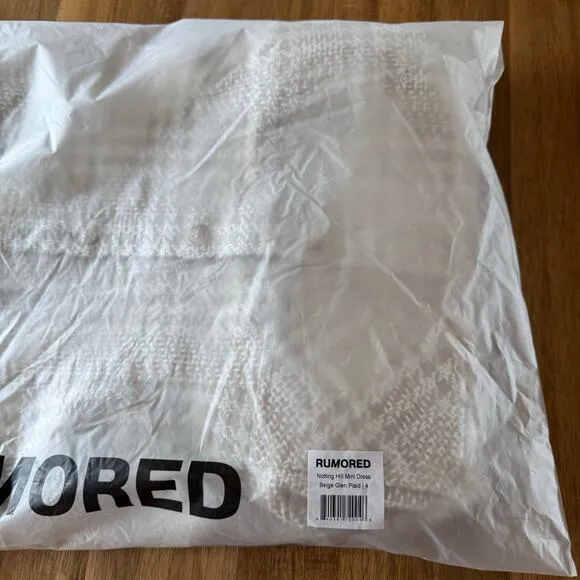 MORED
RUMORED
Notting Hill Mini Dress
Beige Glen Plaid | 4